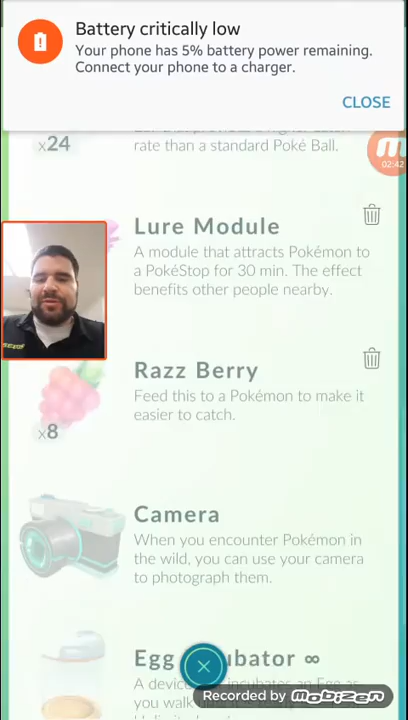 Battery critically low
Your phone has 5% battery power remaining.
Connect your phone to a charger.
CLOSE
x24
rate than a standard Poké Ball.
02:42
Lure Module
A module that attracts Pokémon to
a PokéStop for 30 min. The effect
benefits other people nearby.
Razz Berry
Feed this to a Pokémon to make it
easier to catch.
x8
Camera
When you encounter Pokémon in
the wild, you can use your camera
to photograph them.
Egg ∞
Recorded by mobizen